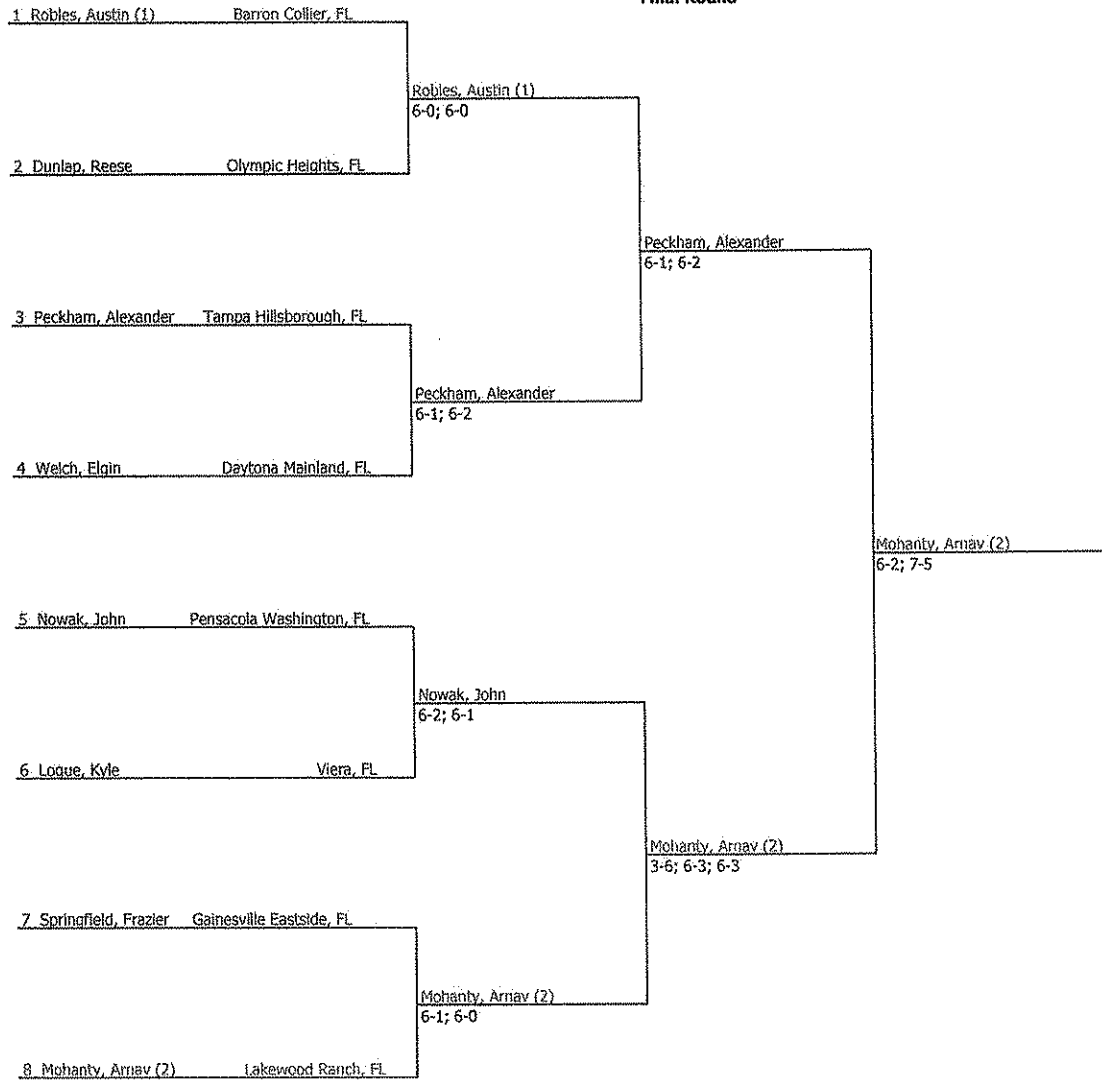 Final Round
1 Robles, Austin (1) Barron Collier, FL
Robles, Austin (1)
6-0; 6-0
2 Dunlap, Reese Olympic Heights, FL
Peckham, Alexander
6-1; 6-2
3 Peckham, Alexander Tampa Hillsborough, FL
Peckham, Alexander
6-1; 6-2
4 Welch, Elgin Daytona Mainland, FL
Mohanty, Arnav (2)
6-2; 7-5
5 Nowak, John Pensacola Washington, FL
Nowak, John
6-2; 6-1
6 Logue, Kyle Viera, FL
Mohanty, Arnav (2)
3-6; 6-3; 6-3
7 Springfield, Frazier Gainesville Eastside, FL
Mohanty, Arnav (2)
6-1; 6-0
8 Mohanty, Arnav (2) Lakewood Ranch, FL